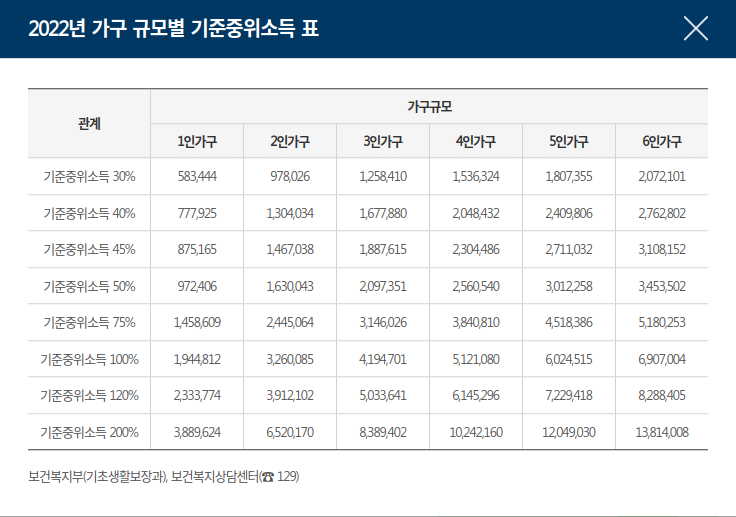 2022년 가구 규모별 기준중위소득 표
관계 가구규모
1인가구 2인가구 3인가구 4인가구 5인가구 6인가구
기준중위소득 30% 583,444 978,026 1,258,410 1,536,324 1,807,355 2,072,101
기준중위소득 40% 777,925 1,304,034 1,677,880 2,048,432 2,409,806 2,762,802
기준중위소득 45% 875,165 1,467,038 1,887,615 2,304,486 2,711,032 3,108,152
기준중위소득 50% 972,406 1,630,043 2,097,351 2,560,540 3,012,258 3,453,502
기준중위소득 75% 1,458,609 2,445,064 3,146,026 3,840,810 4,518,386 5,180,253
기준중위소득 100% 1,944,812 3,260,085 4,194,701 5,121,080 6,024,515 6,907,004
기준중위소득 120% 2,333,774 3,912,102 5,033,641 6,145,296 7,229,418 8,288,405
기준중위소득 200% 3,889,624 6,520,170 8,389,402 10,242,160 12,049,030 13,814,008
보건복지부(기초생활보장과), 보건복지상담센터(☎ 129)